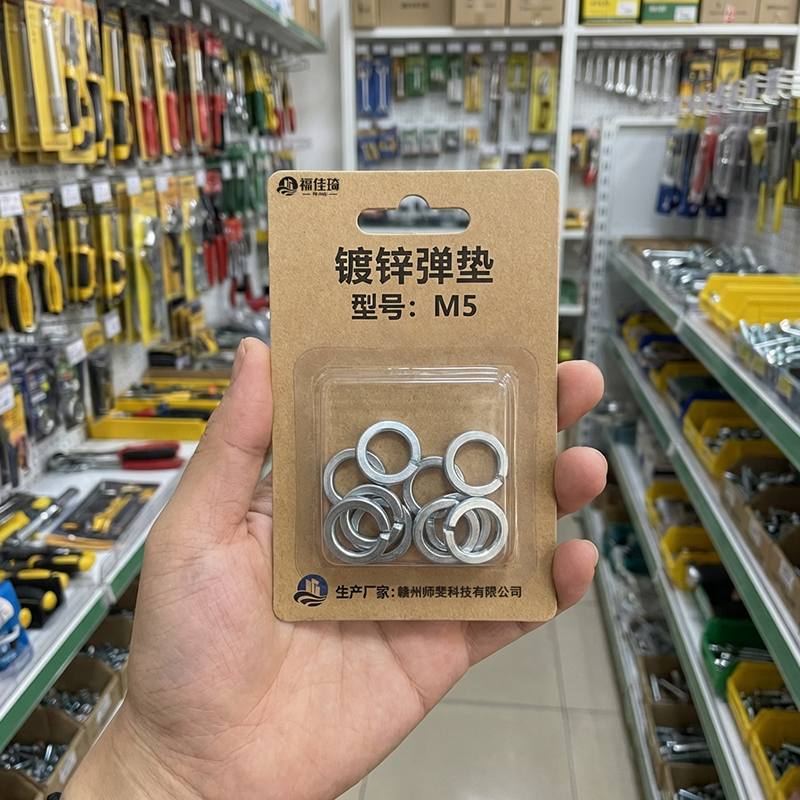 福佳琦
镀锌弹垫
型号：M5
生产厂家：赣州师斐科技有限公司